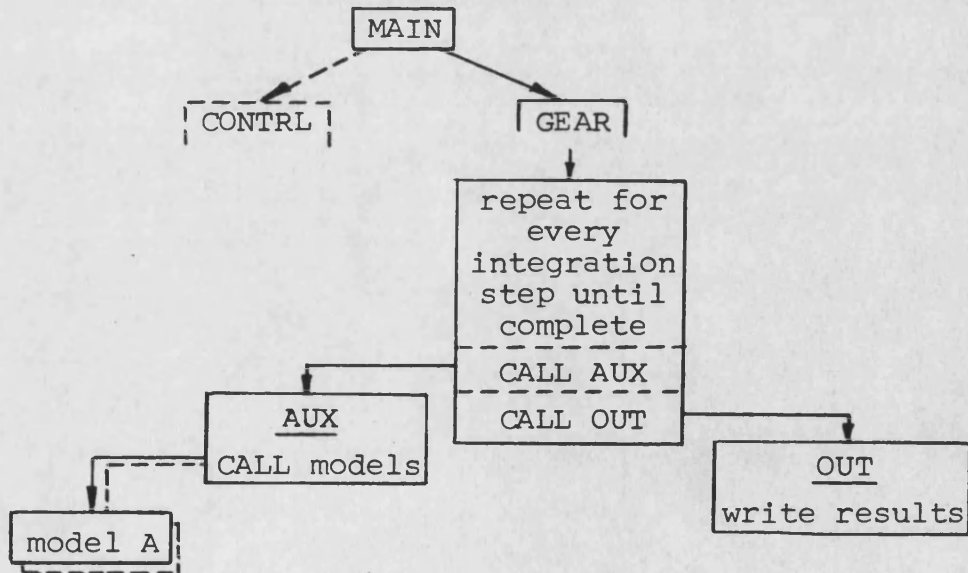 MAIN
CONTRL
GEAR
repeat for
every
integration
step until
complete
CALL AUX
CALL OUT
AUX
CALL models
OUT
write results
model A